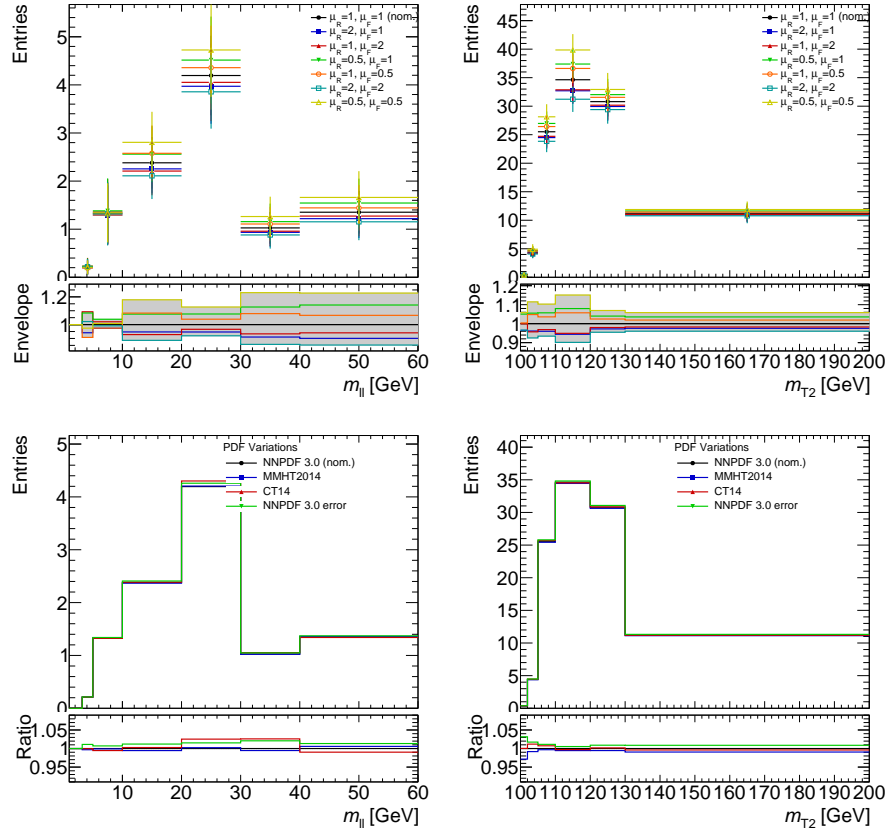 Entries
5
4
3
2
1
0
μR=1, μF=1 (nom.)
μR=2, μF=1
μR=1, μF=2
μR=0.5, μF=1
μR=1, μF=0.5
μR=2, μF=2
μR=0.5, μF=0.5
Envelope
1.2
1
10 20 30 40 50 60
mll [GeV]
Entries
45
40
35
30
25
20
15
10
5
0
μR=1, μF=1 (nom.)
μR=2, μF=1
μR=1, μF=2
μR=0.5, μF=1
μR=1, μF=0.5
μR=2, μF=2
μR=0.5, μF=0.5
Envelope
1.2
1.1
1
0.9
100 110 120 130 140 150 160 170 180 190 200
mT2 [GeV]
Entries
5
4
3
2
1
0
PDF Variations
NNPDF 3.0 (nom.)
MMHT2014
CT14
NNPDF 3.0 error
Ratio
1.05
1
0.95
10 20 30 40 50 60
mll [GeV]
Entries
40
35
30
25
20
15
10
5
0
PDF Variations
NNPDF 3.0 (nom.)
MMHT2014
CT14
NNPDF 3.0 error
Ratio
1.05
1
0.95
100 110 120 130 140 150 160 170 180 190 200
mT2 [GeV]